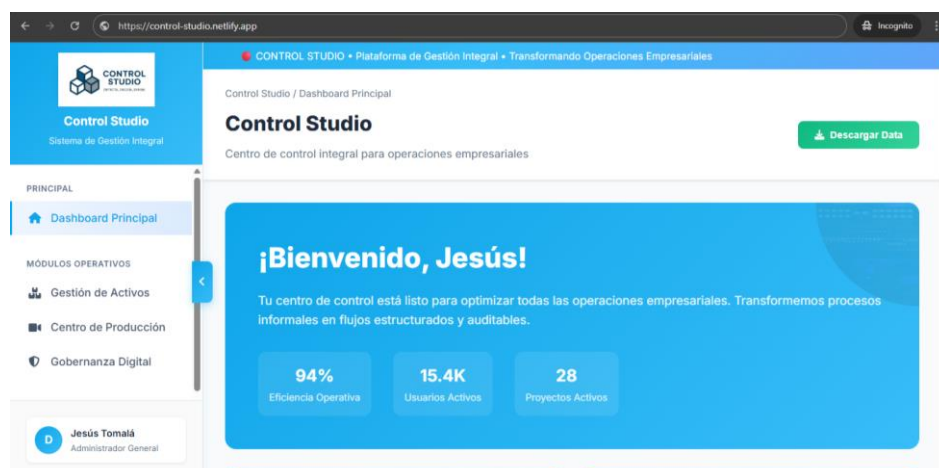 https://control-studio.netlify.app
Incognito
CONTROL
STUDIO
Control Studio
Sistema de Gestión Integral
PRINCIPAL
Dashboard Principal
MÓDULOS OPERATIVOS
Gestión de Activos
Centro de Producción
Gobernanza Digital
D
Jesús Tomalá
Administrador General
CONTROL STUDIO • Plataforma de Gestión Integral • Transformando Operaciones Empresariales
Control Studio / Dashboard Principal
Control Studio
Centro de control integral para operaciones empresariales
Descargar Data
¡Bienvenido, Jesús!
Tu centro de control está listo para optimizar todas las operaciones empresariales. Transformemos procesos
informales en flujos estructurados y auditables.
94%
Eficiencia Operativa
15.4K
Usuarios Activos
28
Proyectos Activos